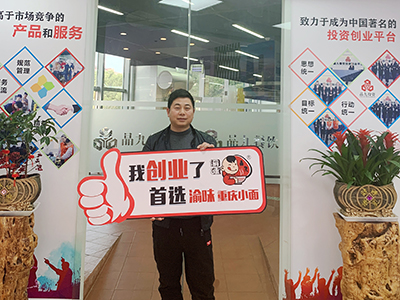 高于市场竞争的
产品和服务
规范
管理
致力于成为中国著名的
投资创业平台
思想
统一
目标
统一
行动
统一
我创业了
首选渝味重庆小面